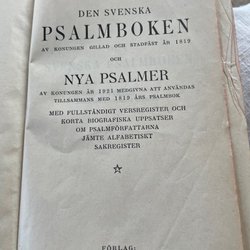 DEN SVENSKA
PSALMBOKEN
AV KONUNGEN GILLAD OCH STADFÄST ÅR 1819
OCH
NYA PSALMER
AV KONUNGEN ÅR 1921 MEDGIVNA ATT ANVÄNDAS
TILLSAMMANS MED 1819 ÅRS PSALMBOK
MED FULLSTÄNDIGT VERSREGISTER OCH
KORTA BIOGRAFISKA UPPSATSER
OM PSALMFÖRFATTARNA
JÄMTE ALFABETISKT
SAKREGISTER
FÖRLAG: